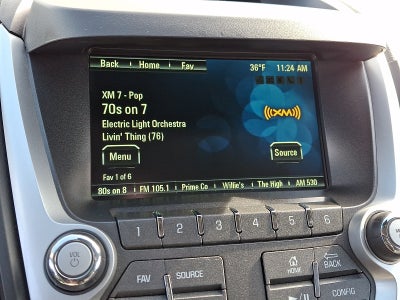 Back Home Fav 36°F 11:24 AM
XM 7 - Pop
70s on 7
Electric Light Orchestra
Livin' Thing (76)
((XM))
Menu Source
Fav 1 of 6
80s on 8 FM 105.1 Prime Co Willie's The High AM 530
1 2 3 4 5 6
VOL
FAV SOURCE HOME BACK
CONFIG